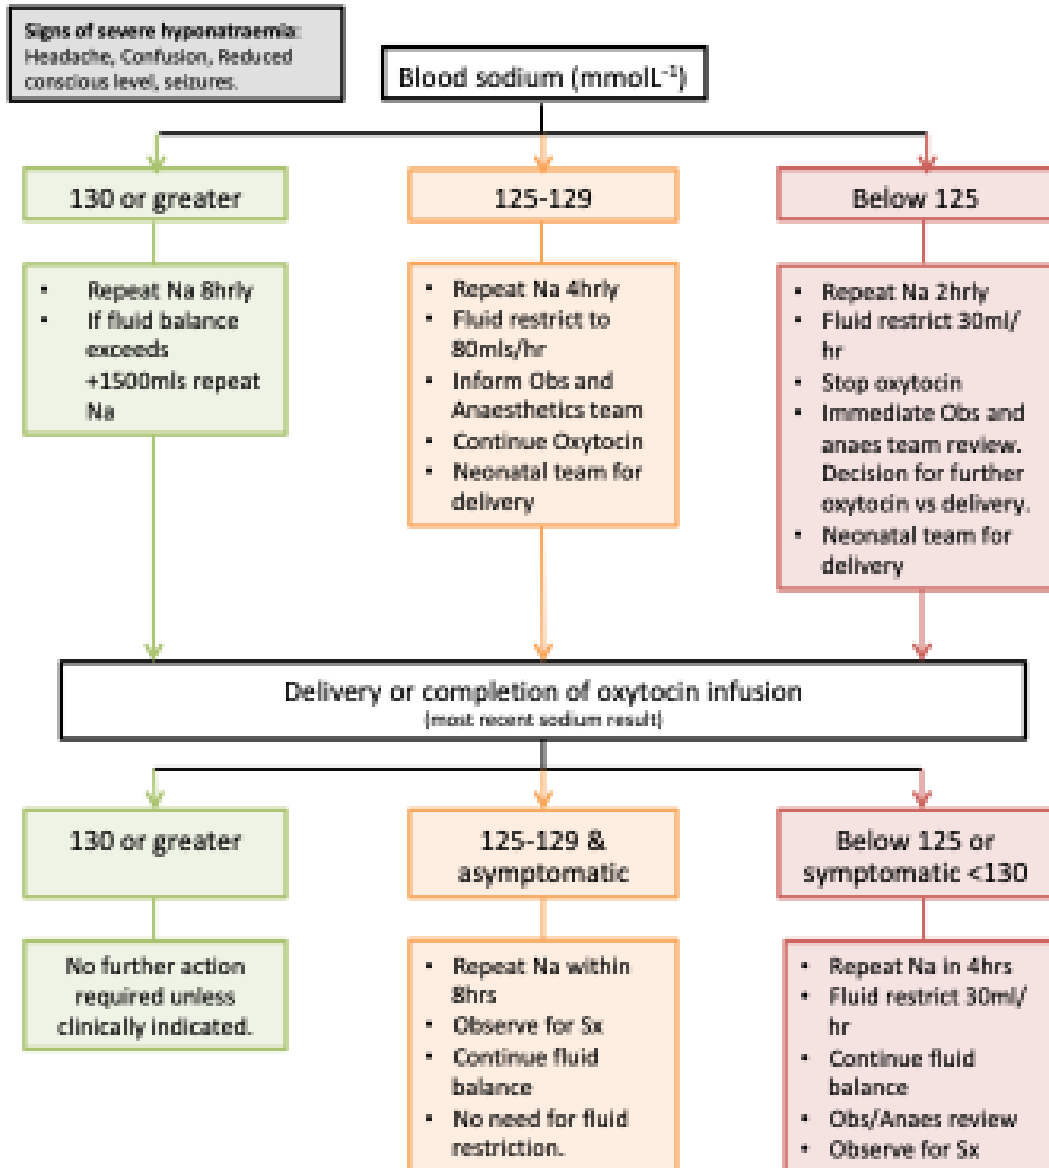 Signs of severe hyponatraemia:
Headache, Confusion, Reduced
conscious level, seizures.
Blood sodium (mmolL⁻¹)
130 or greater
• Repeat Na 8hrly
• If fluid balance
exceeds
+1500mls repeat
Na
125-129
• Repeat Na 4hrly
• Fluid restrict to
80mls/hr
• Inform Obs and
Anaesthetics team
• Continue Oxytocin
• Neonatal team for
delivery
Below 125
• Repeat Na 2hrly
• Fluid restrict 30ml/
hr
• Stop oxytocin
• Immediate Obs and
anaes team review.
Decision for further
oxytocin vs delivery.
• Neonatal team for
delivery
Delivery or completion of oxytocin infusion
(most recent sodium result)
130 or greater
No further action
required unless
clinically indicated.
125-129 &
asymptomatic
• Repeat Na within
8hrs
• Observe for Sx
• Continue fluid
balance
• No need for fluid
restriction.
Below 125 or
symptomatic <130
• Repeat Na in 4hrs
• Fluid restrict 30ml/
hr
• Continue fluid
balance
• Obs/Anaes review
• Observe for Sx